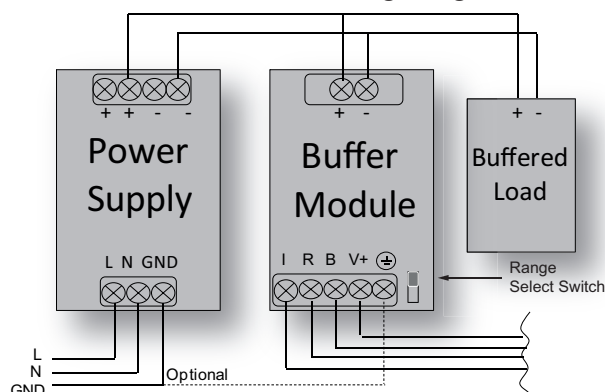 + + - -
+ -
+ -
Power
Supply
Buffer
Module
Buffered
Load
L N GND
I R B V+
Range
Select Switch
L
N
GND
Optional